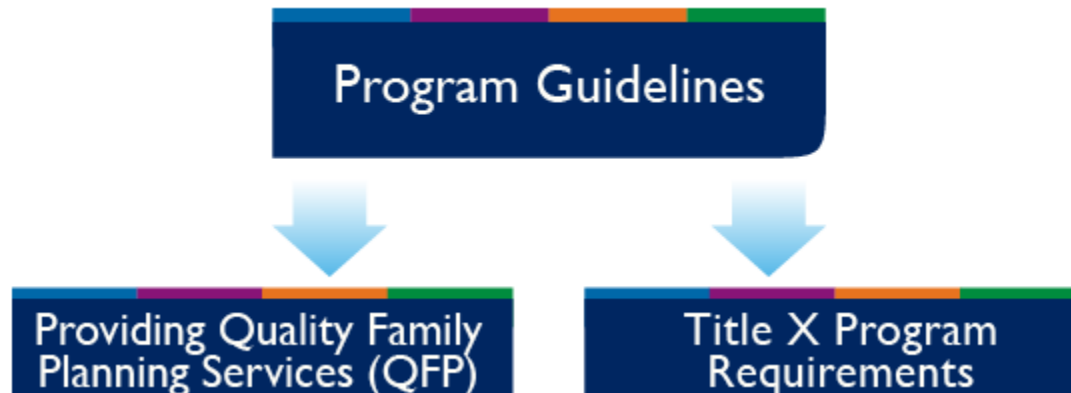 Program Guidelines
Providing Quality Family
Planning Services (QFP)
Title X Program
Requirements